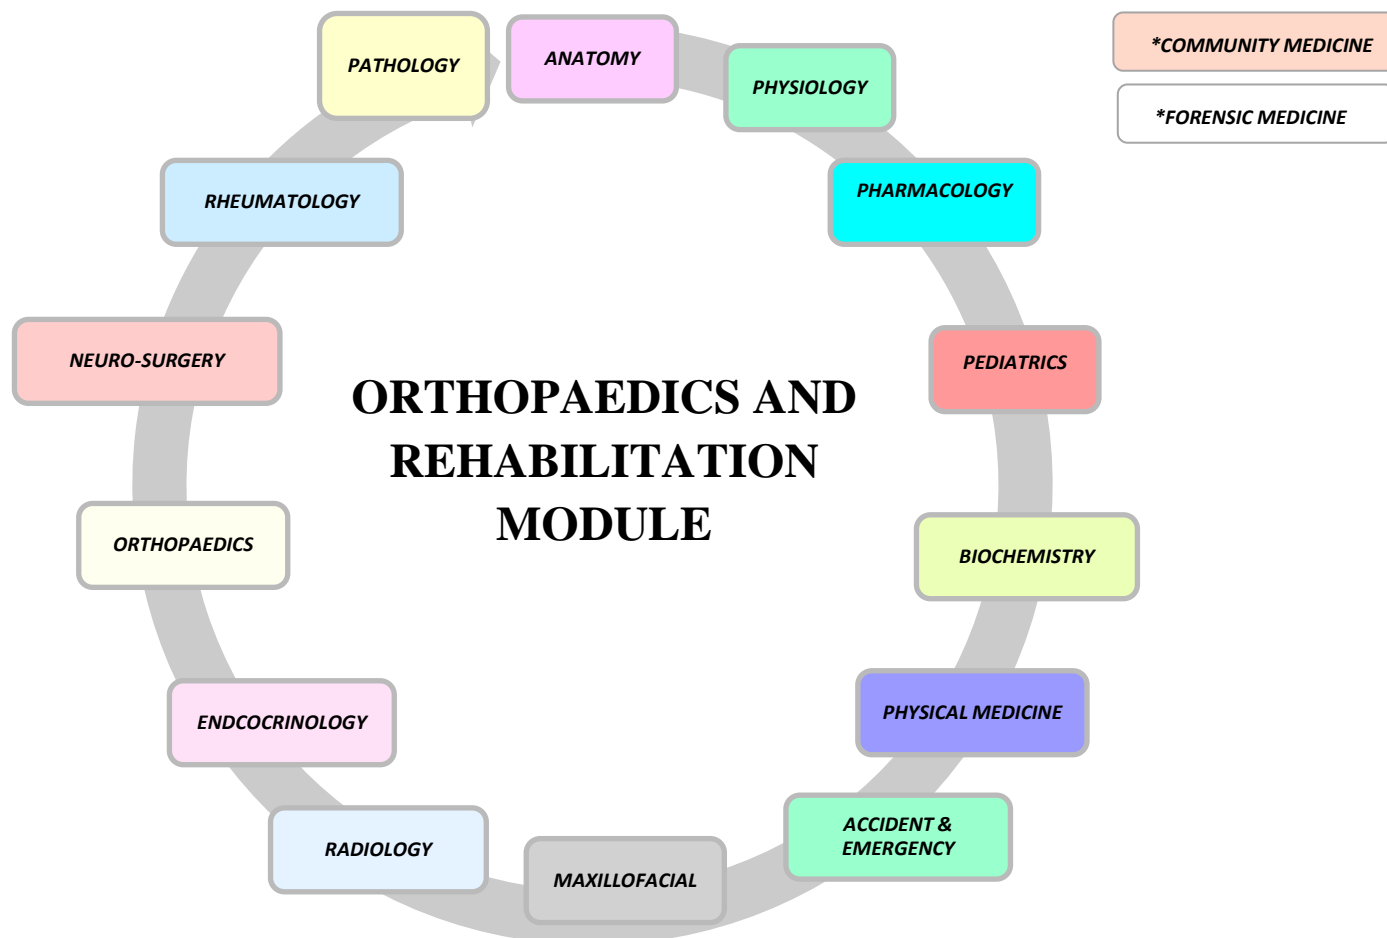 PATHOLOGY
ANATOMY
PHYSIOLOGY
PHARMACOLOGY
PEDIATRICS
BIOCHEMISTRY
PHYSICAL MEDICINE
ACCIDENT &
EMERGENCY
MAXILLOFACIAL
RADIOLOGY
ENDCOCRINOLOGY
ORTHOPAEDICS
NEURO-SURGERY
RHEUMATOLOGY
ORTHOPAEDICS AND
REHABILITATION
MODULE
*COMMUNITY MEDICINE
*FORENSIC MEDICINE